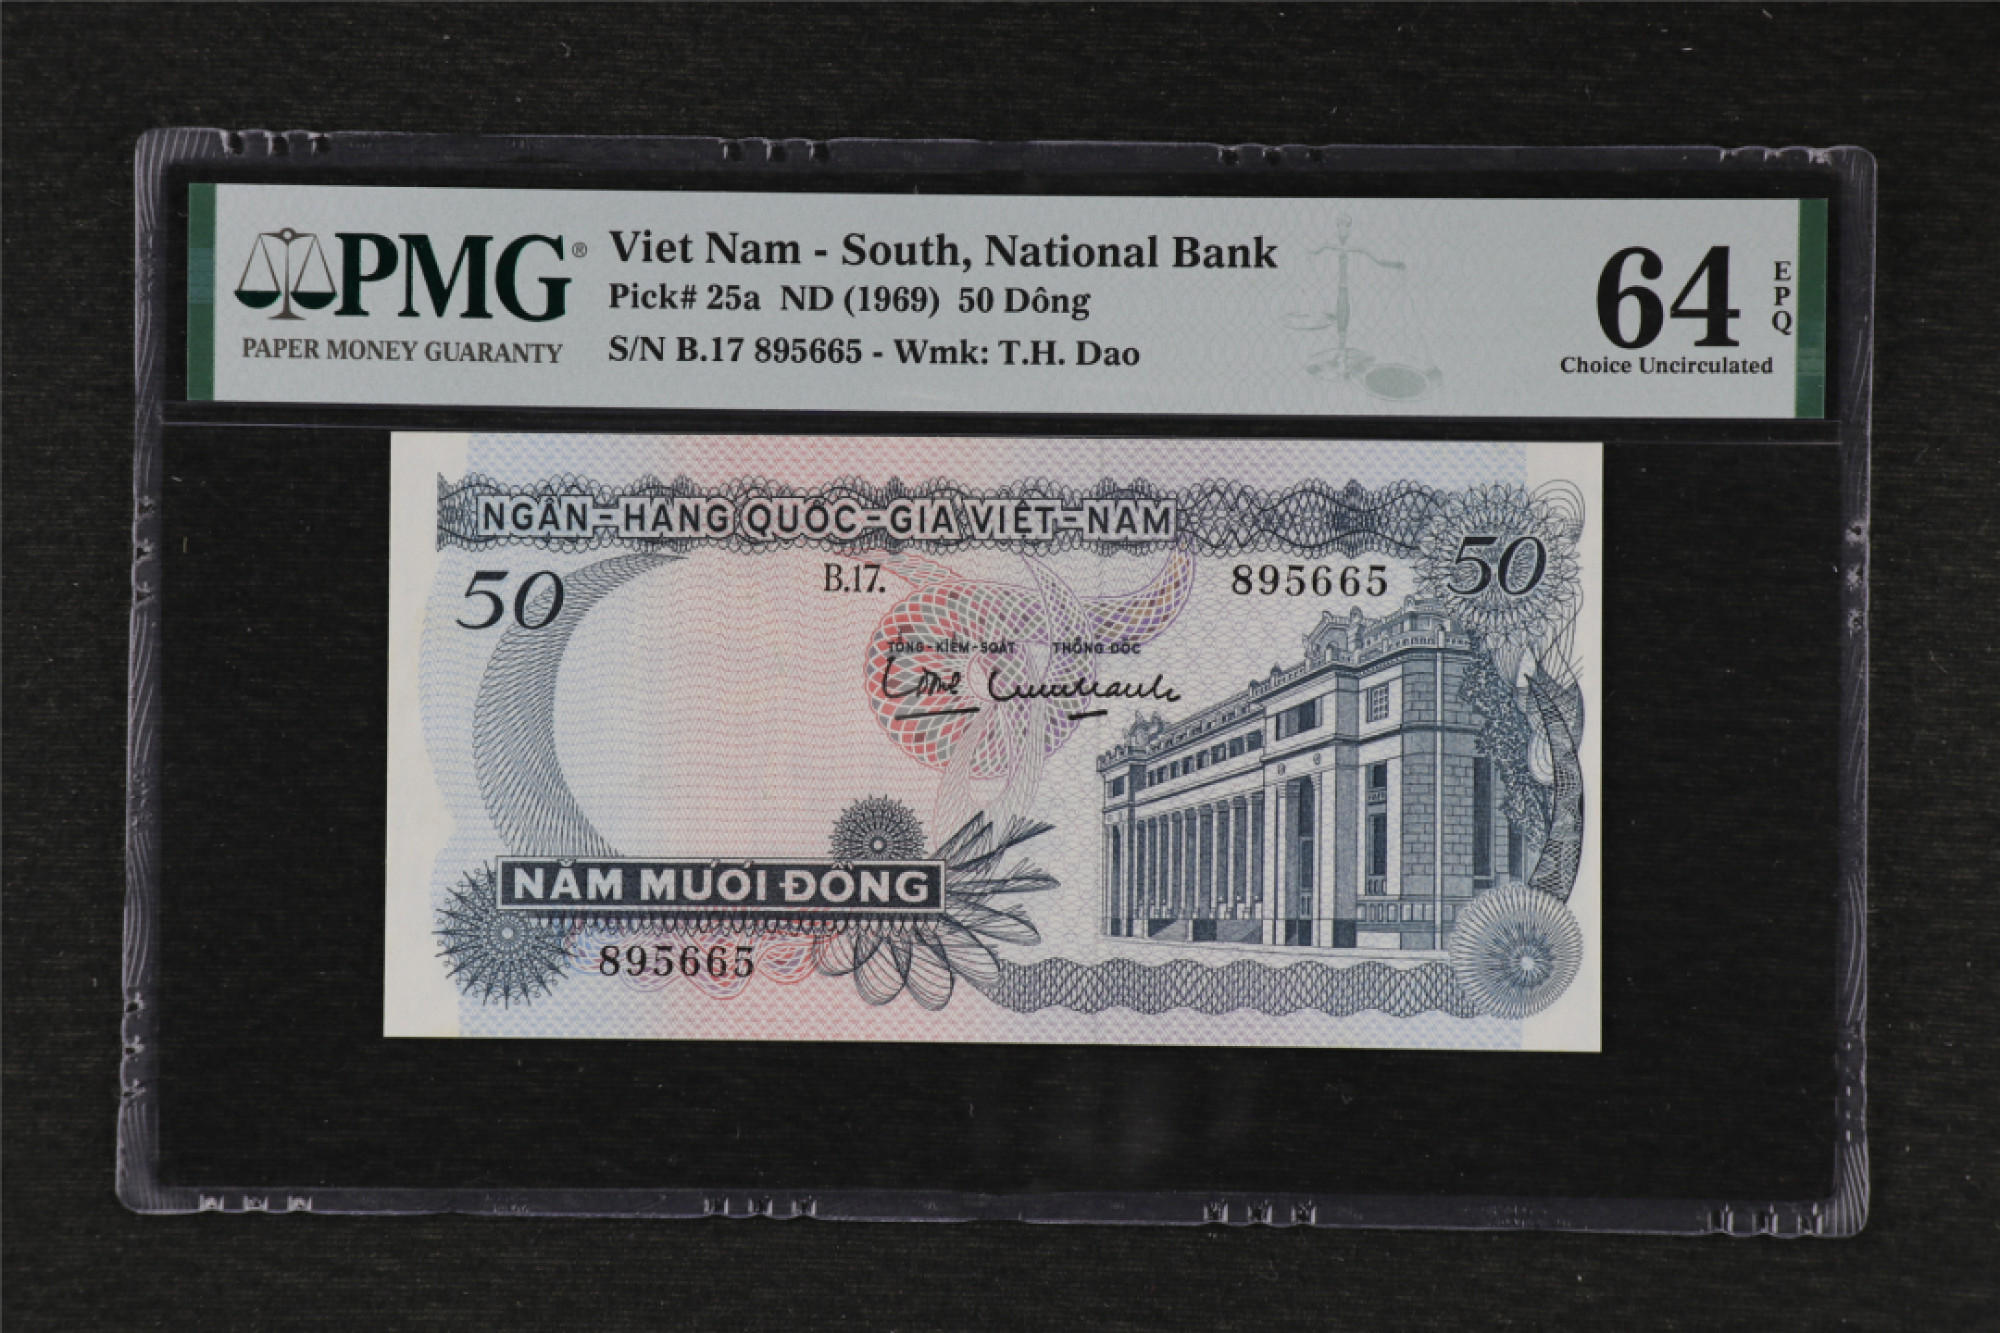 PMG®
PAPER MONEY GUARANTY
Viet Nam - South, National Bank
Pick# 25a ND (1969) 50 Dông
S/N B.17 895665 - Wmk: T.H. Dao
64
EPQ
Choice Uncirculated
NGÂN-HÀNG QUỐC-GIA VIỆT-NAM
50
B.17.
895665
50
TỔNG-KIỂM-SOÁT THỐNG ĐỐC
NĂM MƯƠI ĐỒNG
895665